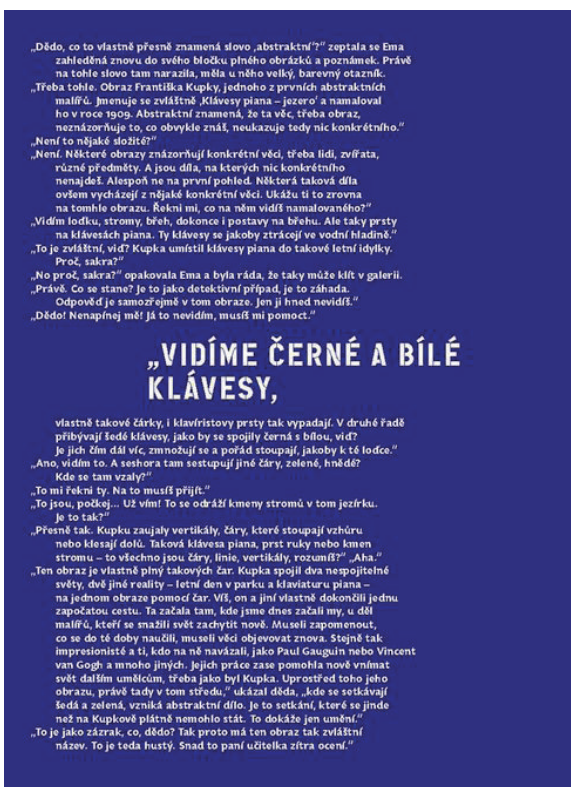 „Dědo, co to vlastně přesně znamená slovo ‚abstraktní‘?“ zeptala se Ema
zahleděná znovu do svého bločku plného obrázků a poznámek. Právě
na tohle slovo tam narazila, měla u něho velký, barevný otazník.
„Třeba tohle. Obraz Františka Kupky, jednoho z prvních abstraktních
malířů. Jmenuje se zvláštně ‚Klávesy piana – jezero‘ a namaloval
ho v roce 1909. Abstraktní znamená, že ta věc, třeba obraz,
neznázorňuje to, co obvykle znáš, neukazuje tedy nic konkrétního.“
„Není to nějaké složité?“
„Není. Některé obrazy znázorňují konkrétní věci, třeba lidi, zvířata,
různé předměty. A jsou díla, na kterých nic konkrétního
nenajdeš. Alespoň ne na první pohled. Některá taková díla
ovšem vycházejí z nějaké konkrétní věci. Ukážu ti to zrovna
na tomhle obrazu. Řekni mi, co na něm vidíš namalovaného?“
„Vidím loďku, stromy, břeh, dokonce i postavy na břehu. Ale taky prsty
na klávesách piana. Ty klávesy se jakoby ztrácejí ve vodní hladině.“
„To je zvláštní, viď? Kupka umístil klávesy piana do takové letní idylky.
Proč, sakra?“
„No proč, sakra?“ opakovala Ema a byla ráda, že taky může klít v galerii.
„Právě. Co se stane? Je to jako detektivní případ, je to záhada.
Odpověď je samozřejmě v tom obraze. Jen ji hned nevidíš.“
„Dědo! Nenapínej mě! Já to nevidím, musíš mi pomoct.“
„VIDÍME ČERNÉ A BÍLÉ
KLÁVESY,
vlastně takové čárky, i klavíristovy prsty tak vypadají. V druhé řadě
přibývají šedé klávesy, jako by se spojily černá s bílou, viď?
Je jich čím dál víc, zmnožují se a pořád stoupají, jakoby k té loďce.“
„Ano, vidím to. A seshora tam sestupují jiné čáry, zelené, hnědé?
Kde se tam vzaly?“
„To mi řekni ty. Na to musíš přijít.“
„To jsou, počkej... Už vím! To se odráží kmeny stromů v tom jezírku.
Je to tak?“
„Přesně tak. Kupku zaujaly vertikály, čáry, které stoupají vzhůru
nebo klesají dolů. Taková klávesa piana, prst ruky nebo kmen
stromu – to všechno jsou čáry, linie, vertikály, rozumíš?“ „Aha.“
„Ten obraz je vlastně plný takových čar. Kupka spojil dva nespojitelné
světy, dvě jiné reality – letní den v parku a klaviaturu piana –
na jednom obraze pomocí čar. Víš, on a jiní vlastně dokončili jednu
započatou cestu. Ta začala tam, kde jsme dnes začali my, u děl
malířů, kteří se snažili svět zachytit nově. Museli zapomenout,
co se do té doby naučili, museli věci objevovat znova. Stejně tak
impresionisté a ti, kdo na ně navázali, jako Paul Gauguin nebo Vincent
van Gogh a mnoho jiných. Jejich práce zase pomohla nově vnímat
svět dalším umělcům, třeba jako byl Kupka. Uprostřed toho jeho
obrazu, právě tady v tom středu,“ ukázal děda, „kde se setkávají
šedá a zelená, vzniká abstraktní dílo. Je to setkání, které se jinde
než na Kupkově plátně nemohlo stát. To dokáže jen umění.“
„To je jako zázrak, co, dědo? Tak proto má ten obraz tak zvláštní
název. To je teda hustý. Snad to paní učitelka zítra ocení.“